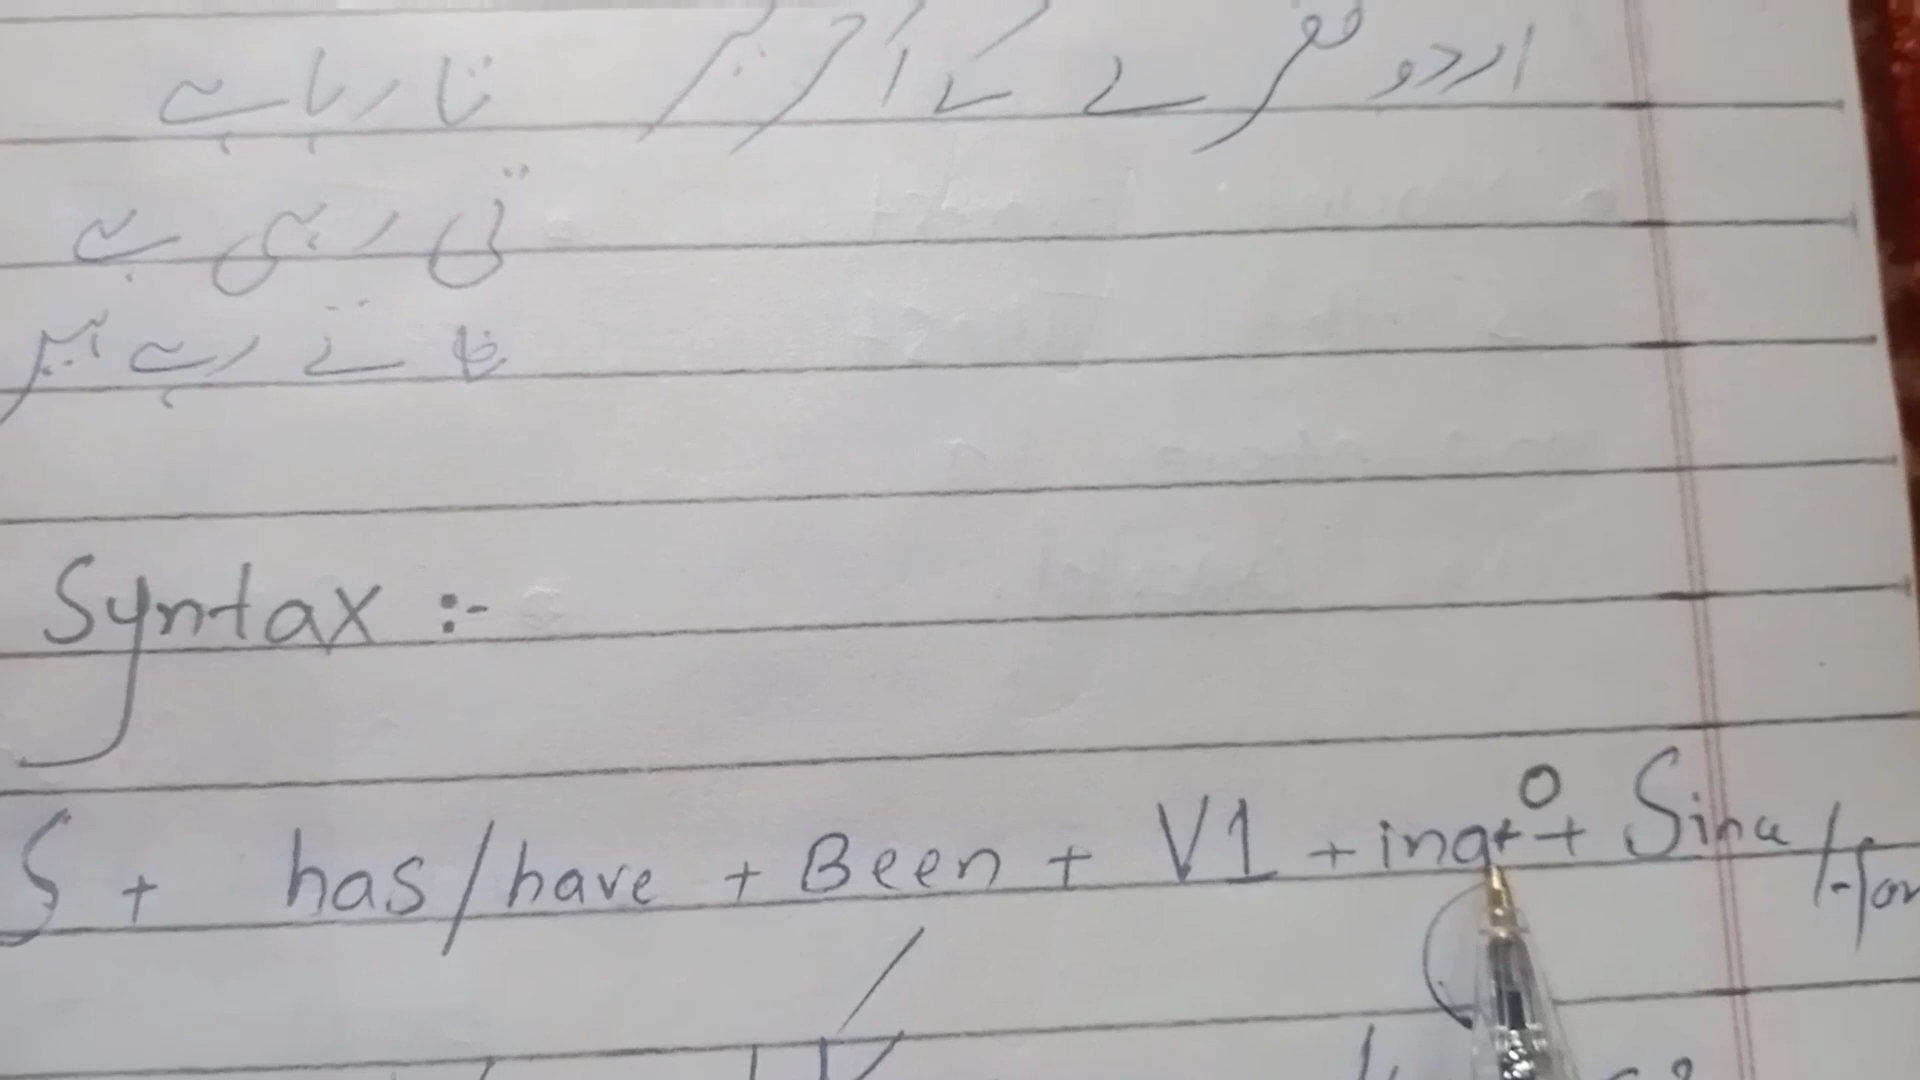 اردو فقرے کے آخر میں تا رہا ہے
تی رہی ہے
تے رہے ہیں
Syntax :-
S + has/have + Been + V1 + ing + O + Since /for